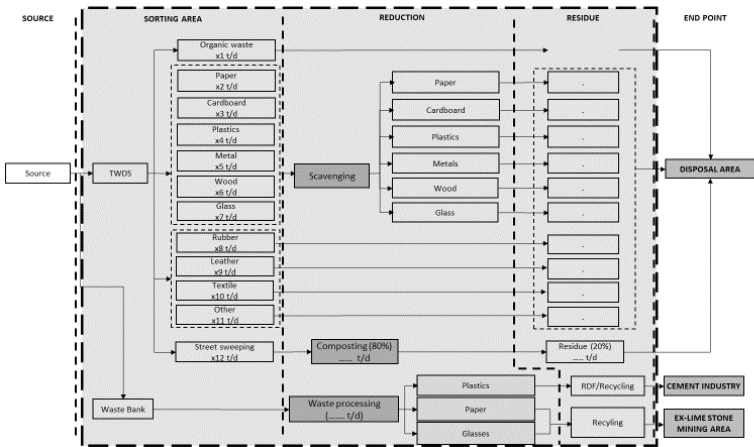 SOURCE
SORTING AREA
REDUCTION
RESIDUE
END POINT
Organic waste
x1 t/d
Paper
x2 t/d
Cardboard
x3 t/d
Plastics
x4 t/d
Metal
x5 t/d
Wood
x6 t/d
Glass
x7 t/d
Rubber
x8 t/d
Leather
x9 t/d
Textile
x10 t/d
Other
x11 t/d
Street sweeping
x12 t/d
Source
TWDS
Waste Bank
Scavenging
Paper
Cardboard
Plastics
Metals
Wood
Glass
.
.
.
.
.
.
.
.
.
.
Composting (80%)
...... t/d
Residue (20%)
..... t/d
Waste processing
(....... t/d)
Plastics
Paper
Glasses
RDF/Recycling
Recyling
DISPOSAL AREA
CEMENT INDUSTRY
EX-LIME STONE
MINING AREA